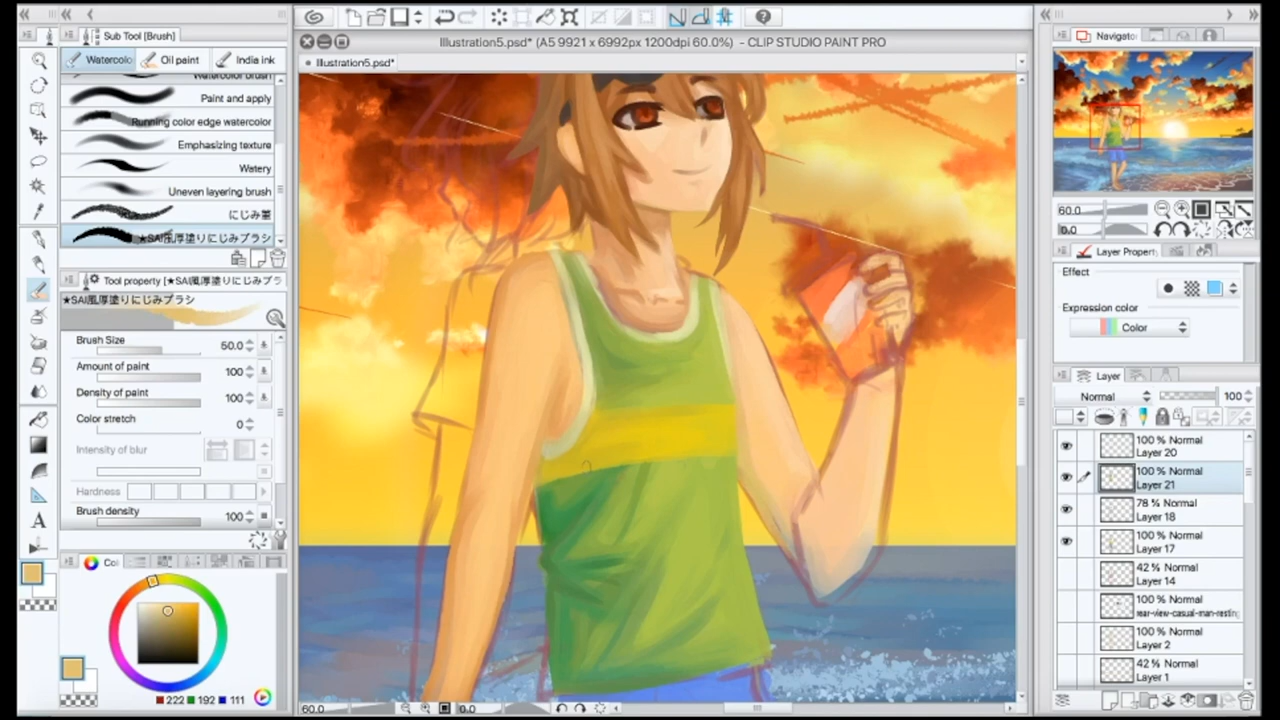 Sub Tool [Brush]
Illustration5.psd* (A5 9921 x 6992px 1200dpi 60.0%) - CLIP STUDIO PAINT PRO
Illustration5.psd*
Watercolo
Oil paint
India ink
Watercolor brush
Paint and apply
Running color edge watercolor
Emphasizing texture
Watery
Uneven layering brush
にじみ墨
★SAI風厚塗りにじみブラシ
Tool property [★SAI風厚塗りにじみブラ
★SAI風厚塗りにじみブラシ
Brush Size
50.0
Amount of paint
100
Density of paint
100
Color stretch
0
Intensity of blur
Hardness
Brush density
100
Col
222 192 111
60.0
0.0
Navigator
60.0
0.0
Layer Property
Effect
Expression color
Color
Layer
Normal
100
100 % Normal
Layer 20
100 % Normal
Layer 21
78 % Normal
Layer 18
100 % Normal
Layer 17
42 % Normal
Layer 14
100 % Normal
rear-view-casual-man-restin
100 % Normal
Layer 2
42 % Normal
Layer 1